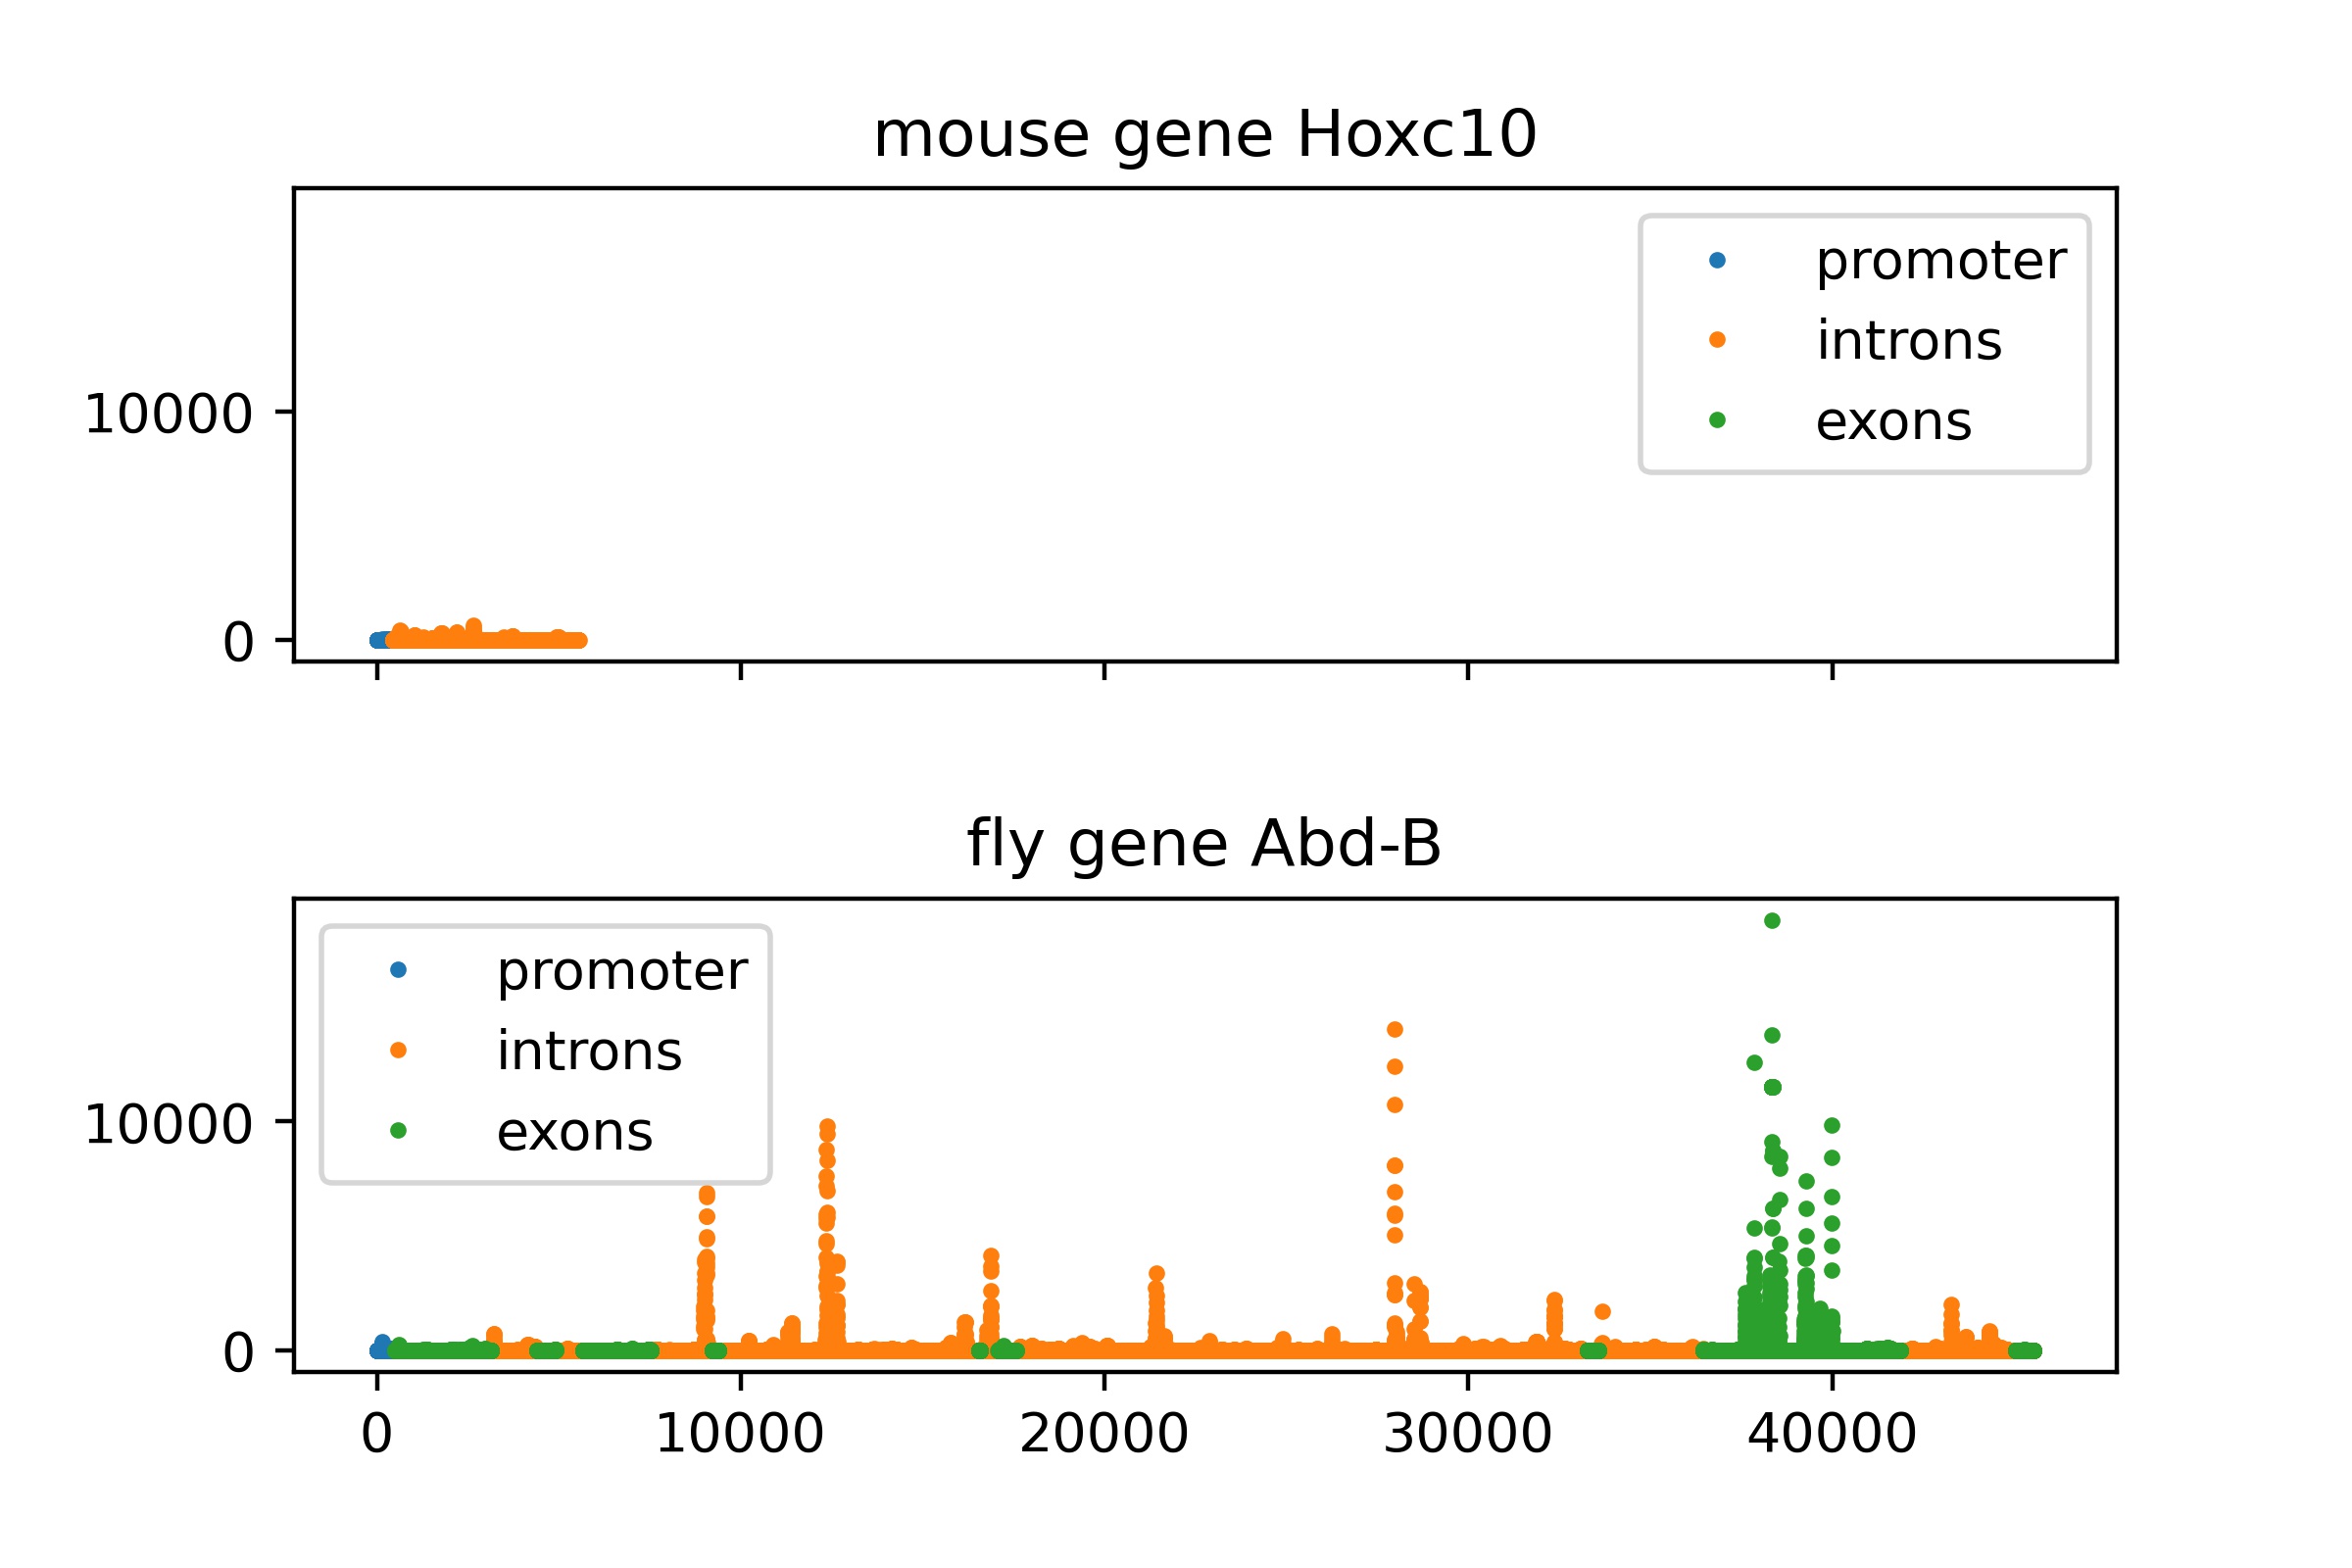 mouse gene Hoxc10
promoter
introns
exons
10000
0
fly gene Abd-B
promoter
introns
exons
10000
0
0 10000 20000 30000 40000